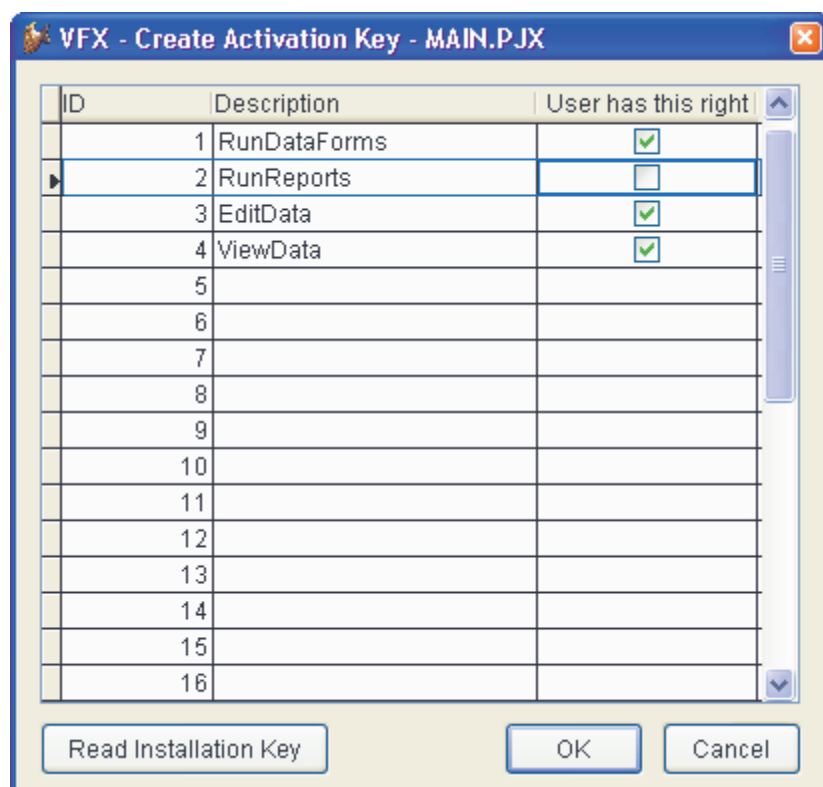 VFX - Create Activation Key - MAIN.PJX
ID Description User has this right
1 RunDataForms
2 RunReports
3 EditData
4 ViewData
5
6
7
8
9
10
11
12
13
14
15
16
Read Installation Key OK Cancel